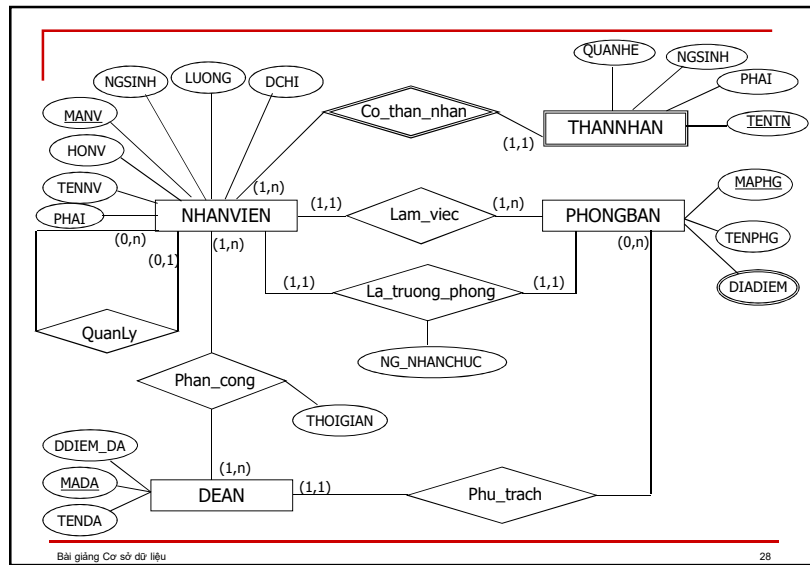 QUANHE
NGSINH
PHAI
TENTN
NGSINH
LUONG
DCHI
MANV
HONV
TENNV
PHAI
Co_than_nhan
THANNHAN
(1,1)
(1,n)
NHANVIEN
(1,1)
Lam_viec
(1,n)
PHONGBAN
MAPHG
TENPHG
DIADIEM
(0,n)
(0,1)
(1,n)
(0,n)
(1,1)
La_truong_phong
(1,1)
QuanLy
NG_NHANCHUC
Phan_cong
THOIGIAN
DDIEM_DA
MADA
TENDA
(1,n)
DEAN
(1,1)
Phu_trach
Bài giảng Cơ sở dữ liệu
28